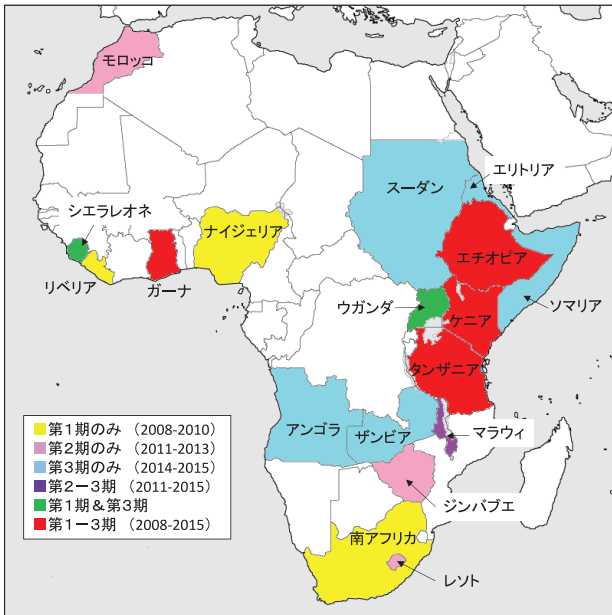 モロッコ
エリトリア
スーダン
シエラレオネ
ナイジェリア
エチオピア
リベリア
ガーナ
ウガンダ
ケニア
ソマリア
タンザニア
アンゴラ
ザンビア
マラウィ
ジンバブエ
南アフリカ
レソト
第1期のみ (2008-2010)
第2期のみ (2011-2013)
第3期のみ (2014-2015)
第2ー3期 (2011-2015)
第1期&第3期
第1ー3期 (2008-2015)